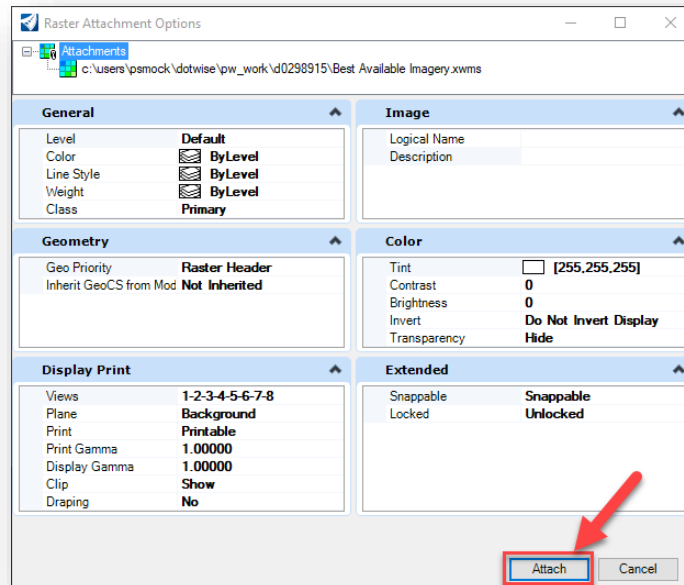 Raster Attachment Options
Attachments
c:\users\psmock\dotwise\pw_work\d0298915\Best Available Imagery.xwms
General
Level Default
Color ByLevel
Line Style ByLevel
Weight ByLevel
Class Primary
Image
Logical Name
Description
Geometry
Geo Priority Raster Header
Inherit GeoCS from Mod Not Inherited
Color
Tint [255,255,255]
Contrast 0
Brightness 0
Invert Do Not Invert Display
Transparency Hide
Display Print
Views 1-2-3-4-5-6-7-8
Plane Background
Print Printable
Print Gamma 1.00000
Display Gamma 1.00000
Clip Show
Draping No
Extended
Snappable Snappable
Locked Unlocked
Attach Cancel